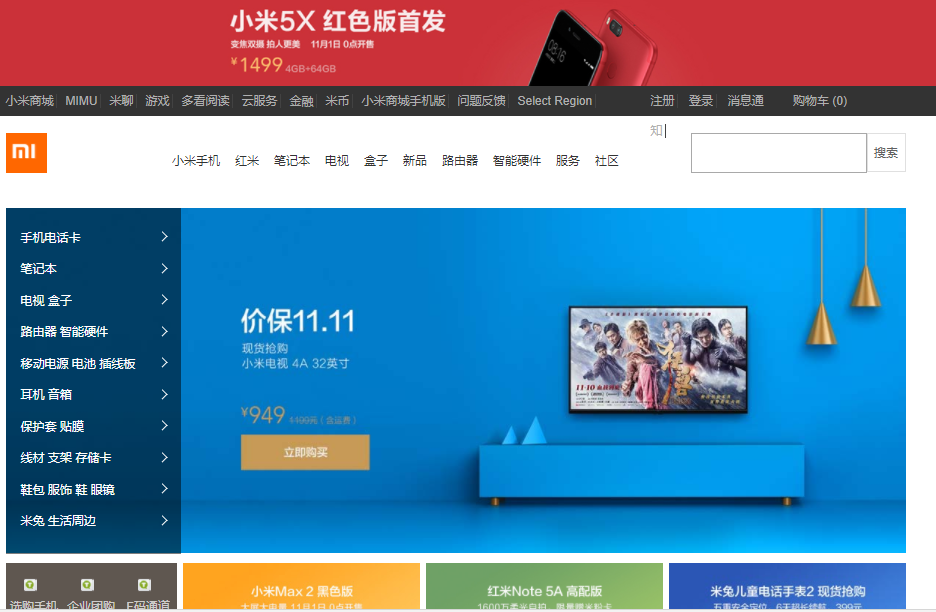 小米5X 红色版首发
变焦双摄 拍人更美 11月1日 0点开售
¥1499 4GB+64GB
08:16
小米商城 MIMU 米聊 游戏 多看阅读 云服务 金融 米币 小米商城手机版 问题反馈 Select Region 注册 登录 消息通 购物车 (0)
知
mi 小米手机 红米 笔记本 电视 盒子 新品 路由器 智能硬件 服务 社区 搜索
手机电话卡
笔记本
电视 盒子
路由器 智能硬件
移动电源 电池 插线板
耳机 音箱
保护套 贴膜
线材 支架 存储卡
鞋包 服饰 鞋 眼镜
米兔 生活周边
价保11.11
现货抢购
小米电视 4A 32英寸
¥949 1199元 (含运费)
立即购买
狂兽
11·10
选购手机 企业团购 F码通道
小米Max 2 黑色版
大屏大电量 11月1日 0点开售
红米Note 5A 高配版
1600万柔光自拍
米兔儿童电话手表2 现货抢购
五重安全定位，6天超长续航，399元